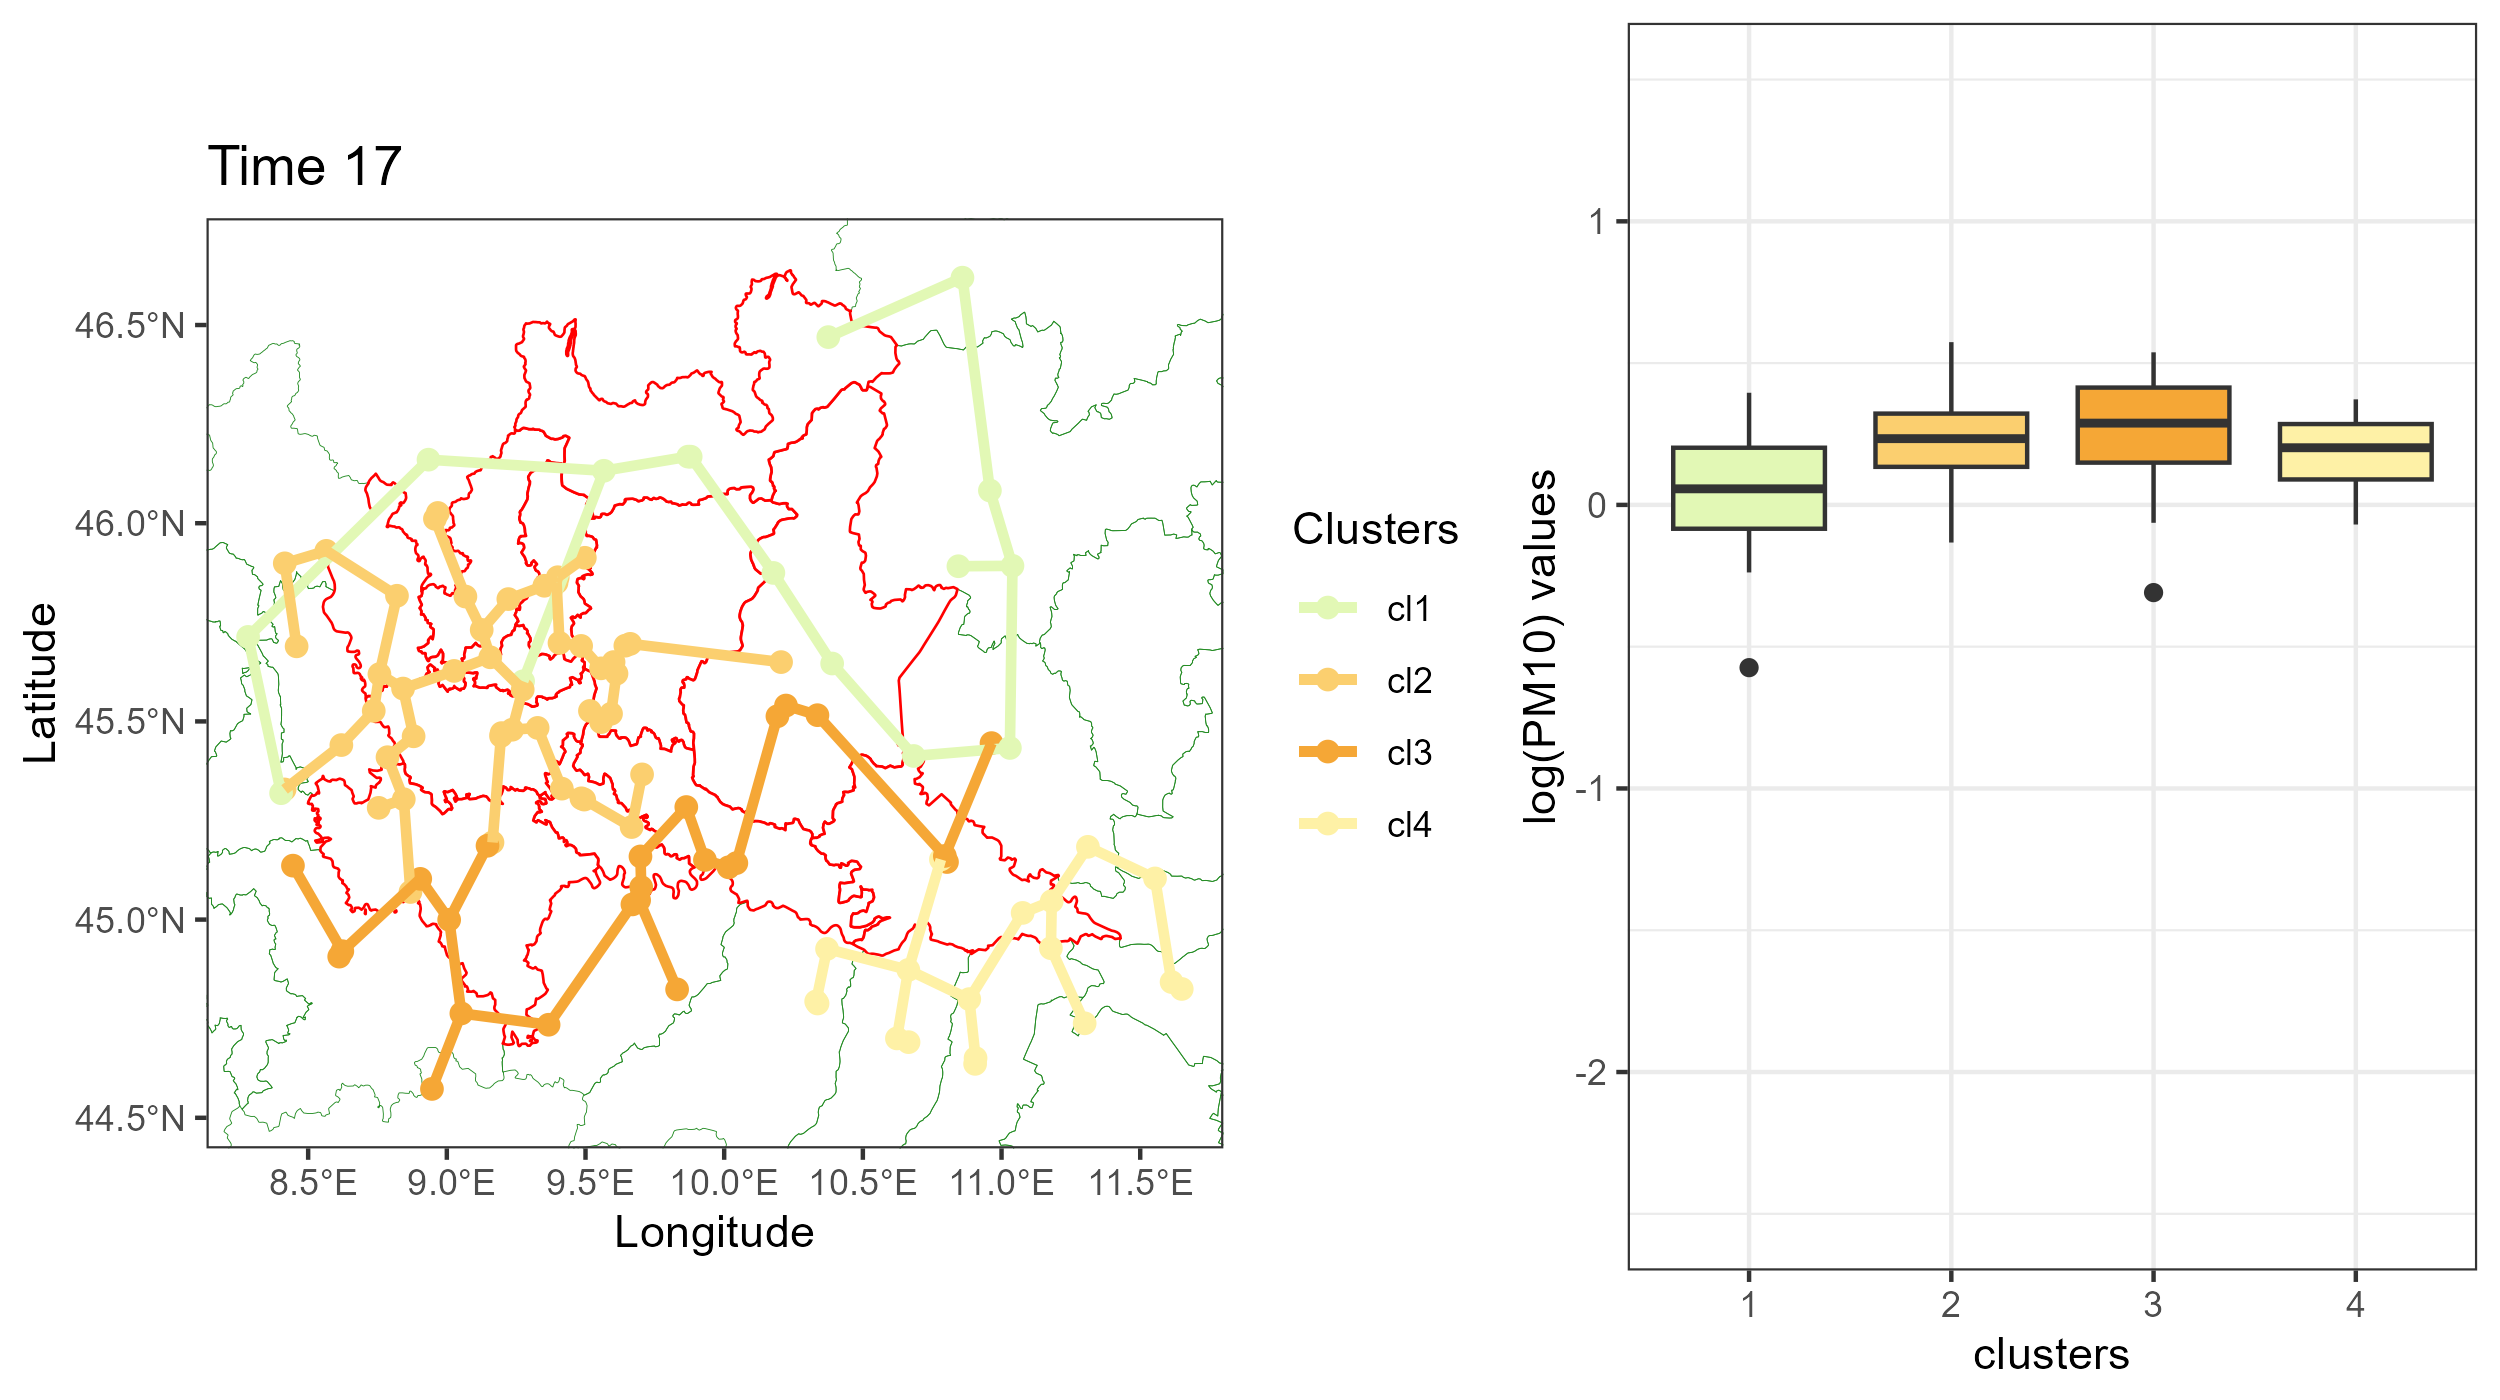 Time 17
46.5°N
46.0°N
45.5°N
45.0°N
44.5°N
Latitude
8.5°E 9.0°E 9.5°E 10.0°E 10.5°E 11.0°E 11.5°E
Longitude
Clusters
cl1
cl2
cl3
cl4
1
0
-1
-2
log(PM10) values
1 2 3 4
clusters